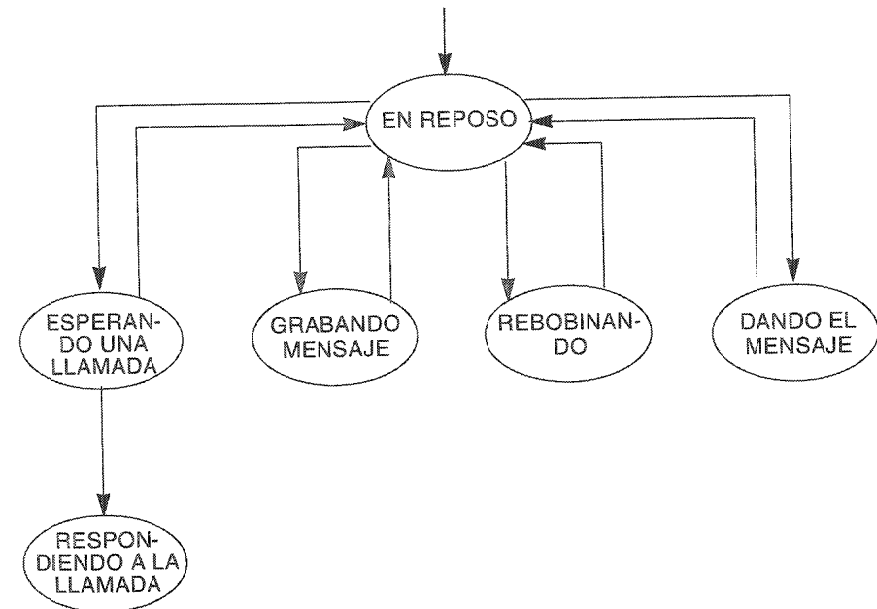 EN REPOSO
ESPERAN-
DO UNA
LLAMADA
GRABANDO
MENSAJE
REBOBINAN-
DO
DANDO EL
MENSAJE
RESPON-
DIENDO A LA
LLAMADA